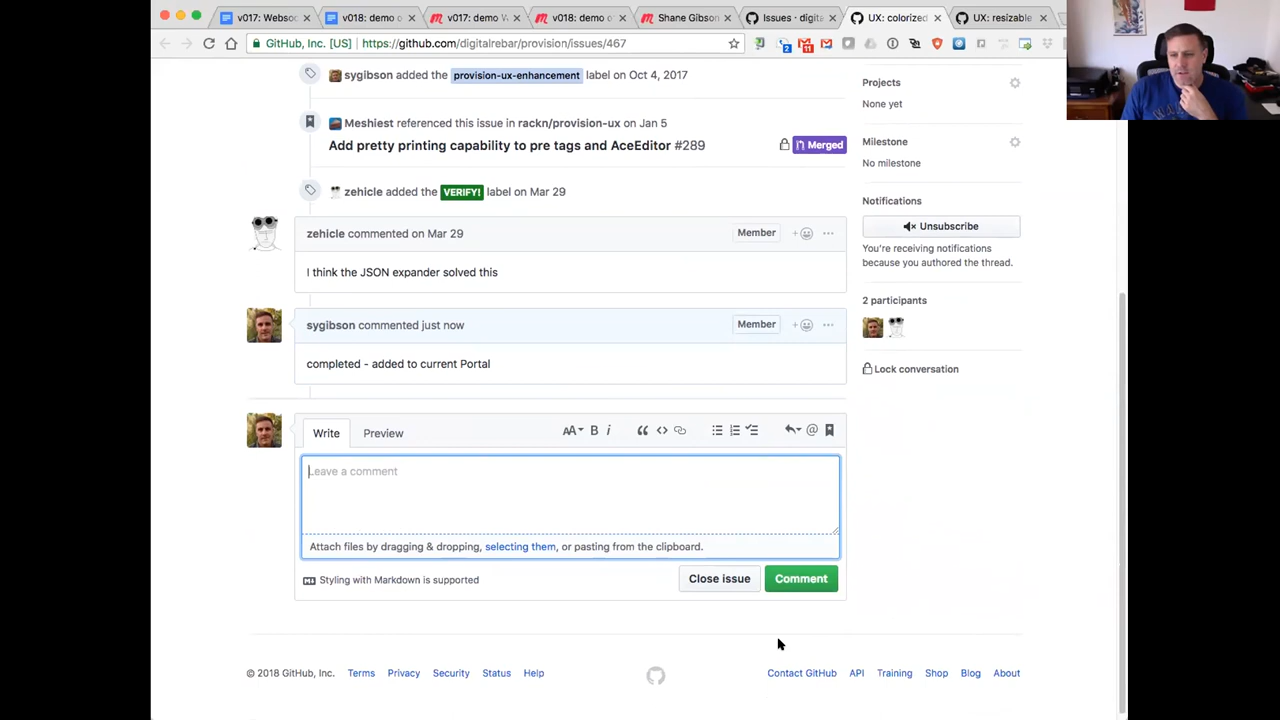 v017: Webso
v018: demo o
v017: demo W
v018: demo o
Shane Gibson
Issues · digita
UX: colorized
UX: resizable
GitHub, Inc. [US]
https://github.com/digitalrebar/provision/issues/467
2
11
sygibson added the provision-ux-enhancement label on Oct 4, 2017
Meshiest referenced this issue in rackn/provision-ux on Jan 5
Add pretty printing capability to pre tags and AceEditor #289
Merged
zehicle added the VERIFY! label on Mar 29
zehicle commented on Mar 29
Member
I think the JSON expander solved this
sygibson commented just now
Member
completed - added to current Portal
Write
Preview
AA B i
Leave a comment
Attach files by dragging & dropping, selecting them, or pasting from the clipboard.
Styling with Markdown is supported
Close issue
Comment
Projects
None yet
Milestone
No milestone
Notifications
Unsubscribe
You're receiving notifications
because you authored the thread.
2 participants
Lock conversation
© 2018 GitHub, Inc.
Terms
Privacy
Security
Status
Help
Contact GitHub
API
Training
Shop
Blog
About